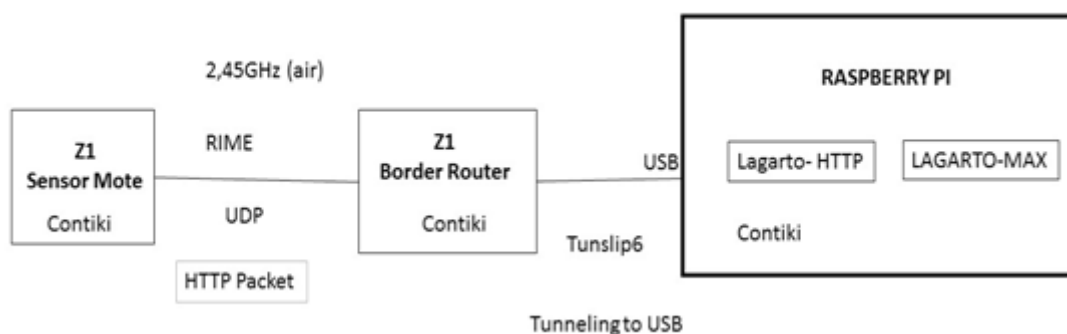 2,45GHz (air)
Z1
Sensor Mote
Contiki
RIME
UDP
HTTP Packet
Z1
Border Router
Contiki
USB
Tunslip6
Tunneling to USB
RASPBERRY PI
Lagarto- HTTP
LAGARTO-MAX
Contiki